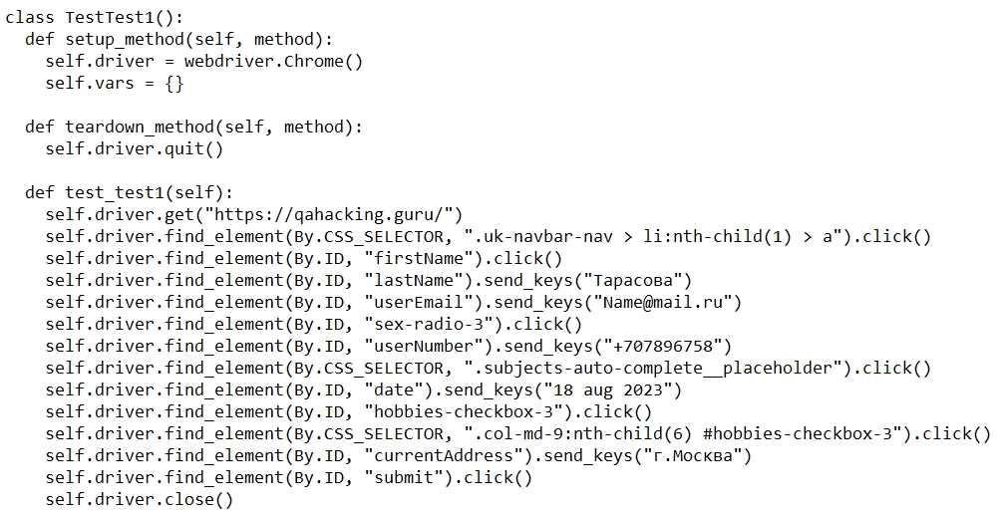 class TestTest1():
  def setup_method(self, method):
    self.driver = webdriver.Chrome()
    self.vars = {}

  def teardown_method(self, method):
    self.driver.quit()

  def test_test1(self):
    self.driver.get("https://qahacking.guru/")
    self.driver.find_element(By.CSS_SELECTOR, ".uk-navbar-nav > li:nth-child(1) > a").click()
    self.driver.find_element(By.ID, "firstName").click()
    self.driver.find_element(By.ID, "lastName").send_keys("Тарасова")
    self.driver.find_element(By.ID, "userEmail").send_keys("Name@mail.ru")
    self.driver.find_element(By.ID, "sex-radio-3").click()
    self.driver.find_element(By.ID, "userNumber").send_keys("+707896758")
    self.driver.find_element(By.CSS_SELECTOR, ".subjects-auto-complete__placeholder").click()
    self.driver.find_element(By.ID, "date").send_keys("18 aug 2023")
    self.driver.find_element(By.ID, "hobbies-checkbox-3").click()
    self.driver.find_element(By.CSS_SELECTOR, ".col-md-9:nth-child(6) #hobbies-checkbox-3").click()
    self.driver.find_element(By.ID, "currentAddress").send_keys("г.Москва")
    self.driver.find_element(By.ID, "submit").click()
    self.driver.close()